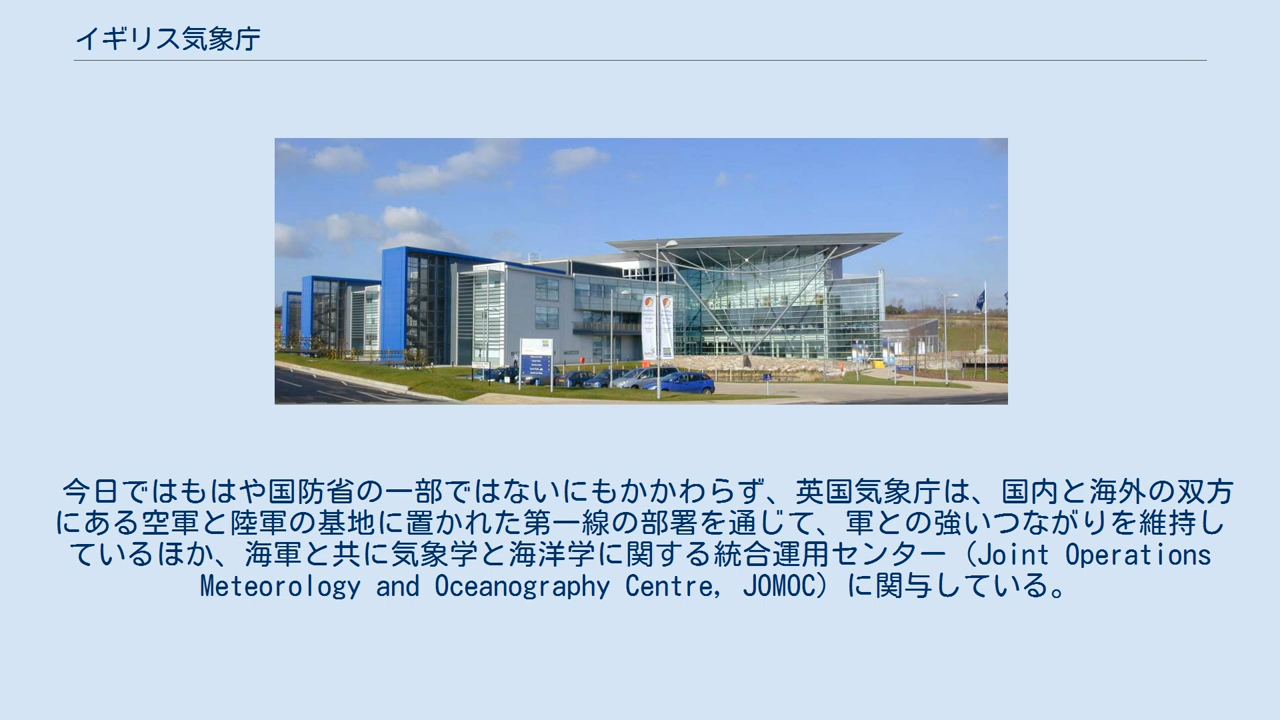 イギリス気象庁
今日ではもはや国防省の一部ではないにもかかわらず、英国気象庁は、国内と海外の双方
にある空軍と陸軍の基地に置かれた第一線の部署を通じて、軍との強いつながりを維持し
ているほか、海軍と共に気象学と海洋学に関する統合運用センター（Joint Operations
Meteorology and Oceanography Centre, JOMOC）に関与している。